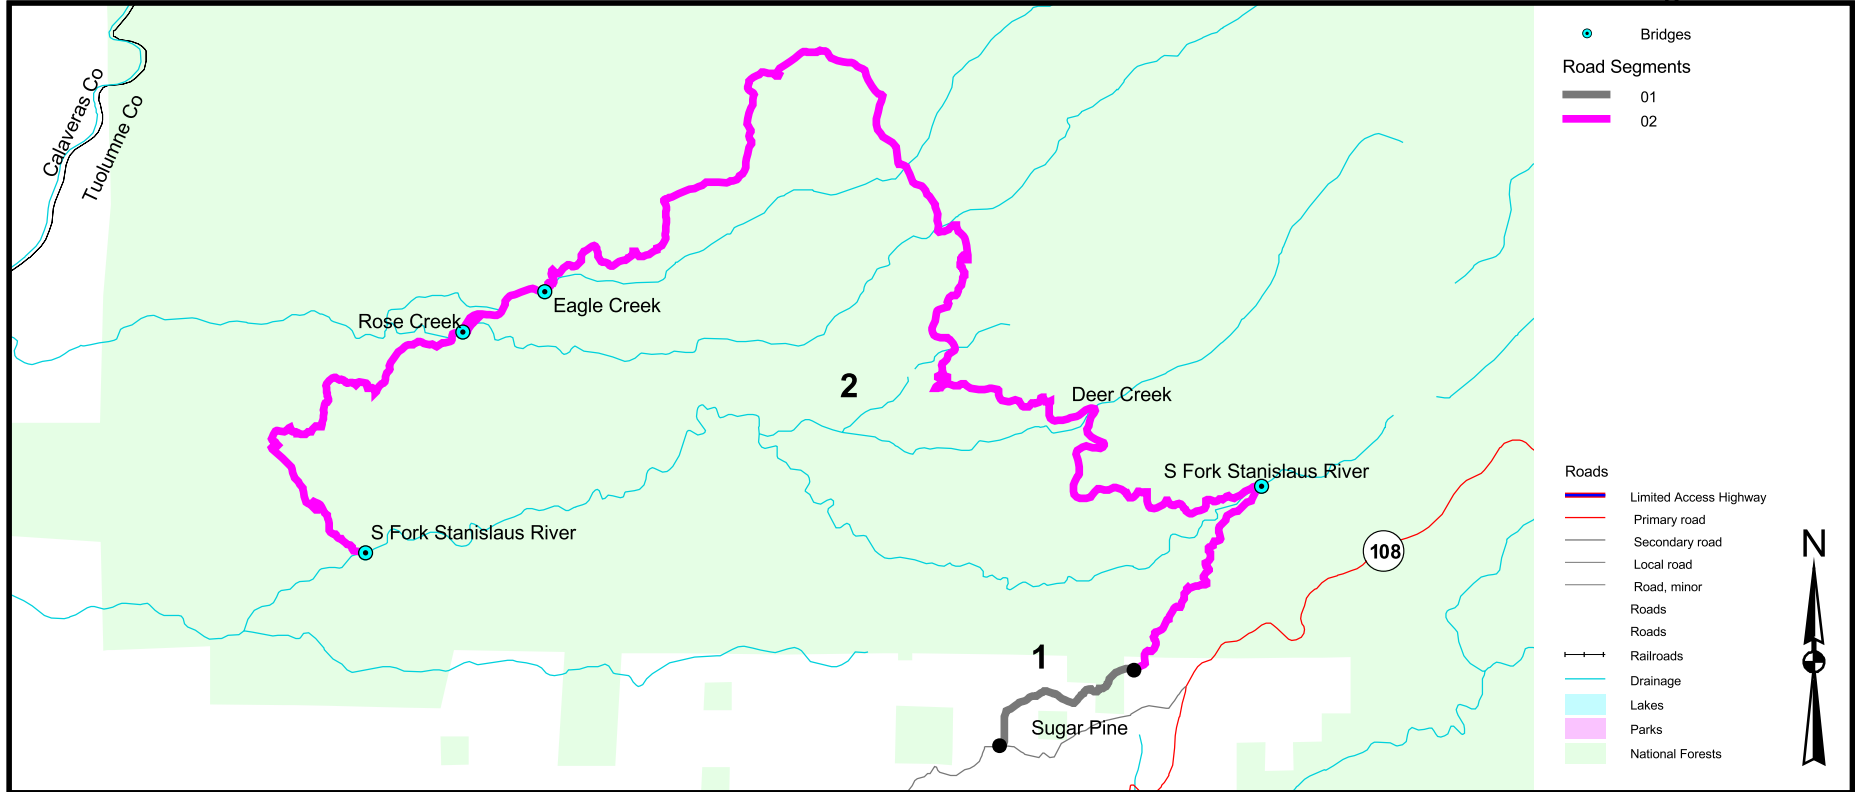 Calaveras Co
Tuolumne Co
Eagle Creek
Rose Creek
2
Deer Creek
S Fork Stanislaus River
S Fork Stanislaus River
108
1
Sugar Pine
Bridges
Road Segments
01
02
Roads
Limited Access Highway
Primary road
Secondary road
Local road
Road, minor
Roads
Roads
Railroads
Drainage
Lakes
Parks
National Forests
N